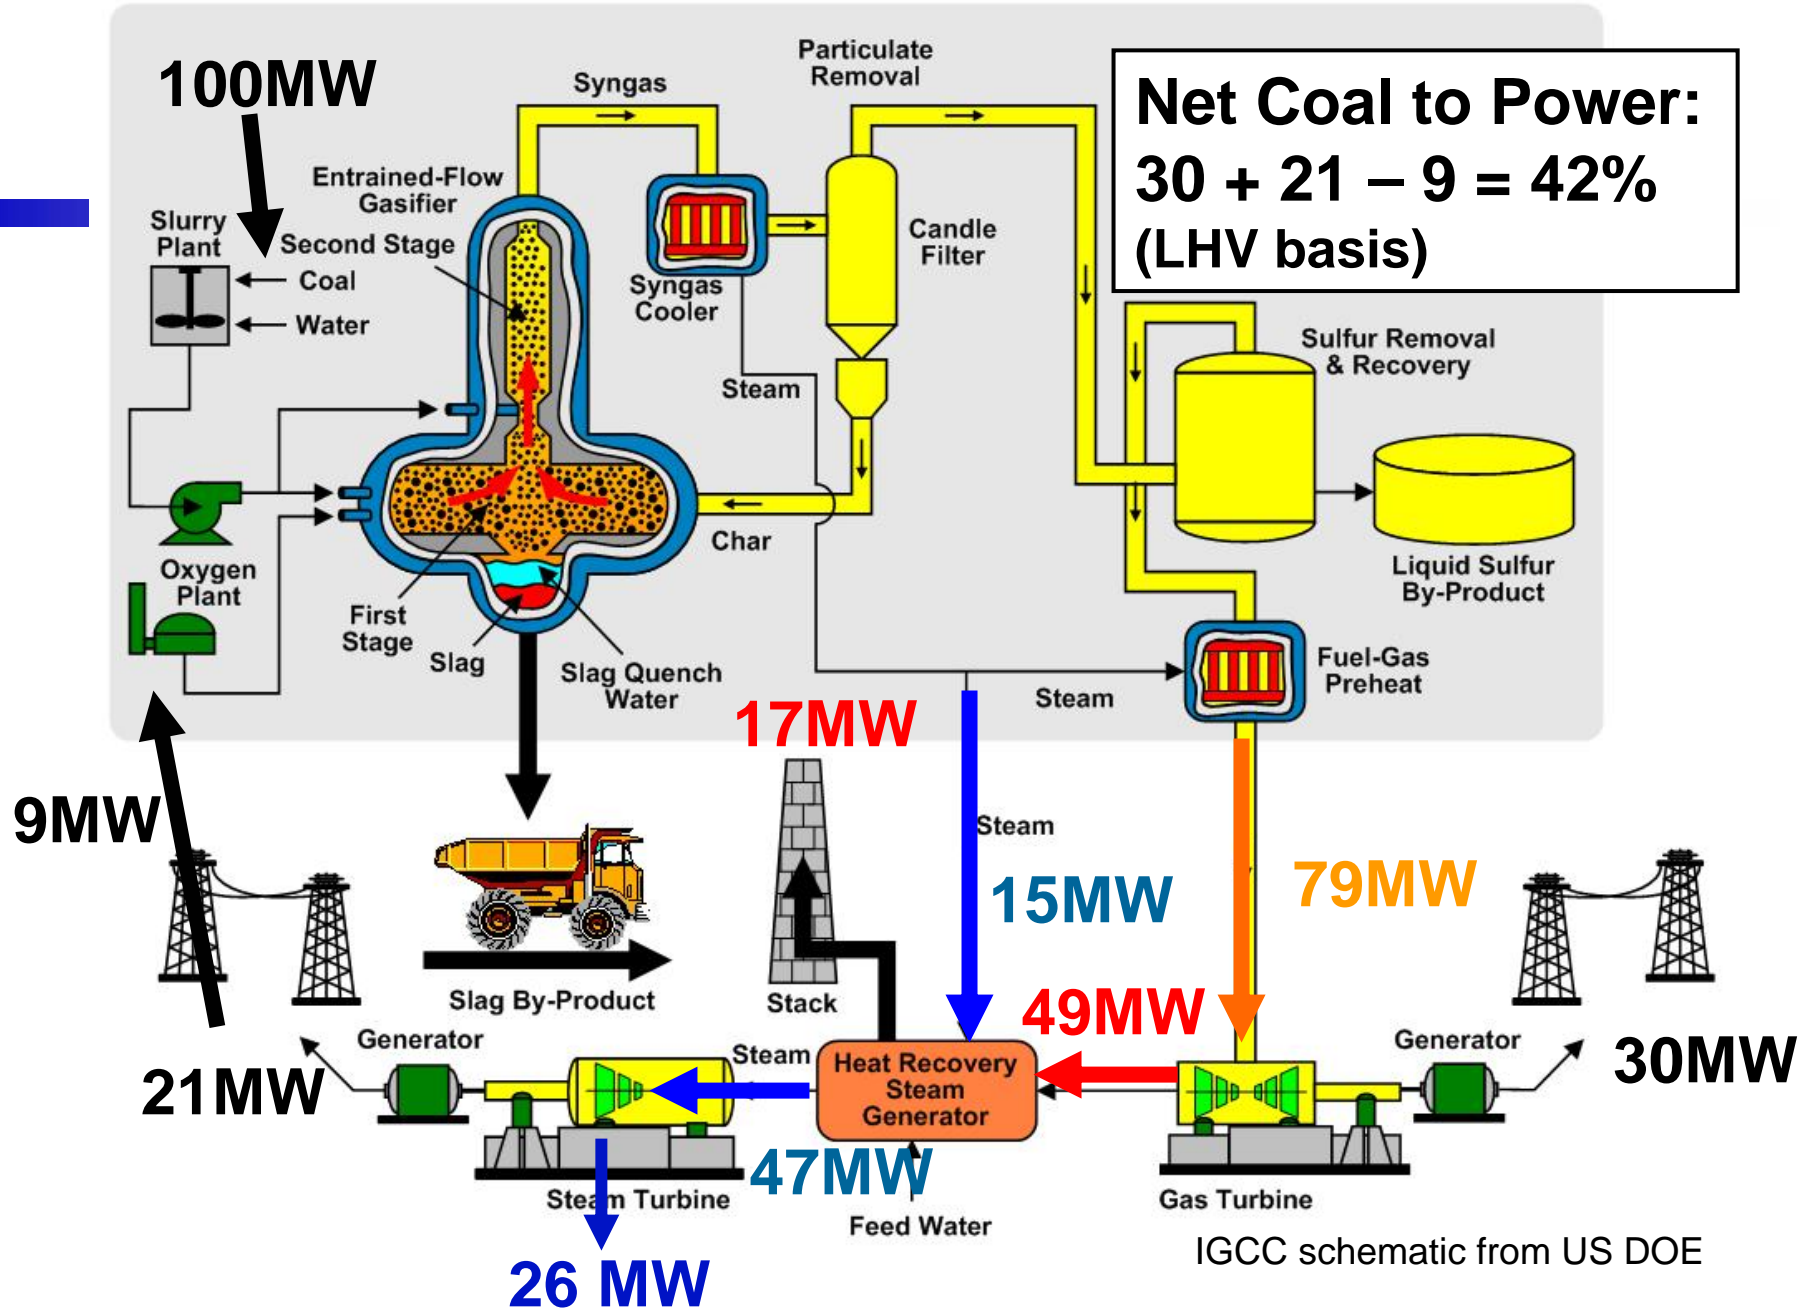 100MW
Syngas
Particulate
Removal
Net Coal to Power:
30 + 21 – 9 = 42%
(LHV basis)
Entrained-Flow
Gasifier
Slurry
Plant
Second Stage
Coal
Water
Syngas
Cooler
Candle
Filter
Steam
Sulfur Removal
& Recovery
Char
Oxygen
Plant
Liquid Sulfur
By-Product
First
Stage
Slag
Slag Quench
Water
Fuel-Gas
Preheat
Steam
17MW
9MW
Steam
15MW
79MW
Slag By-Product
Stack
49MW
Generator
Steam
Heat Recovery
Steam
Generator
Generator
30MW
21MW
47MW
Steam Turbine
Feed Water
Gas Turbine
IGCC schematic from US DOE
26 MW